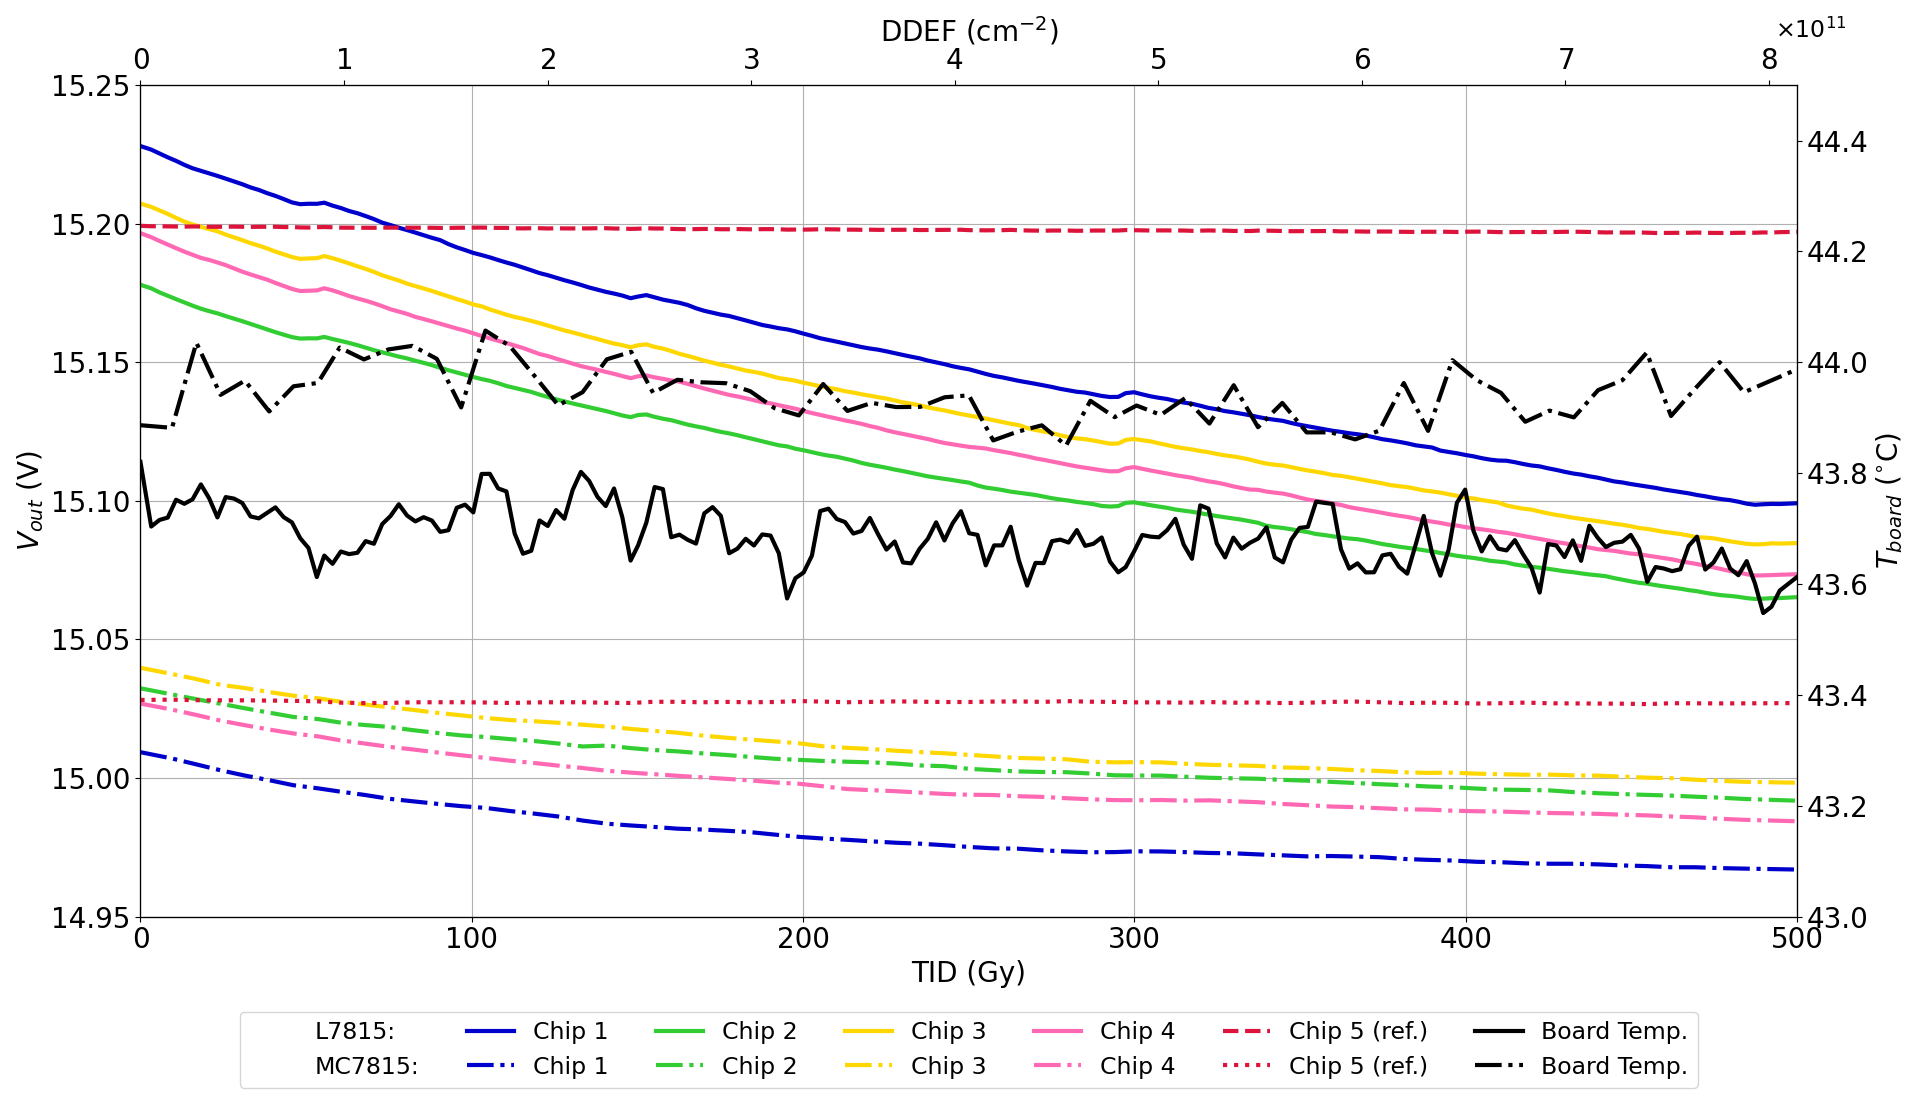 DDEF (cm⁻²)
×10¹¹
0 1 2 3 4 5 6 7 8
15.25
15.20
15.15
15.10
15.05
15.00
14.95
V_out (V)
44.4
44.2
44.0
43.8
43.6
43.4
43.2
43.0
T_board (°C)
0 100 200 300 400 500
TID (Gy)
L7815: Chip 1 Chip 2 Chip 3 Chip 4 Chip 5 (ref.) Board Temp.
MC7815: Chip 1 Chip 2 Chip 3 Chip 4 Chip 5 (ref.) Board Temp.